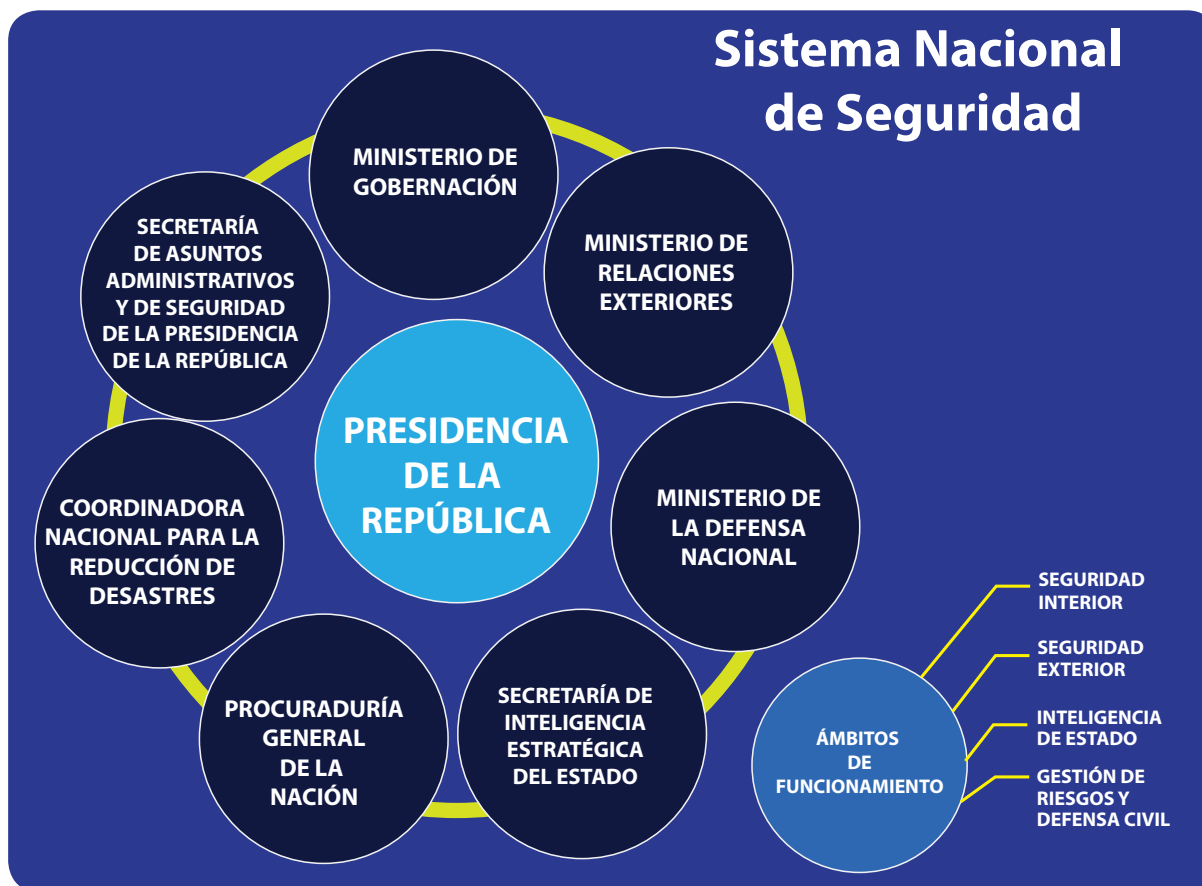 Sistema Nacional
de Seguridad
MINISTERIO DE
GOBERNACIÓN
MINISTERIO DE
RELACIONES
EXTERIORES
MINISTERIO DE
LA DEFENSA
NACIONAL
SECRETARÍA DE
INTELIGENCIA
ESTRATÉGICA
DEL ESTADO
PROCURADURÍA
GENERAL
DE LA
NACIÓN
COORDINADORA
NACIONAL PARA LA
REDUCCIÓN DE
DESASTRES
SECRETARÍA
DE ASUNTOS
ADMINISTRATIVOS
Y DE SEGURIDAD
DE LA PRESIDENCIA
DE LA REPÚBLICA
PRESIDENCIA
DE LA
REPÚBLICA
ÁMBITOS
DE
FUNCIONAMIENTO
SEGURIDAD
INTERIOR
SEGURIDAD
EXTERIOR
INTELIGENCIA
DE ESTADO
GESTIÓN DE
RIESGOS Y
DEFENSA CIVIL